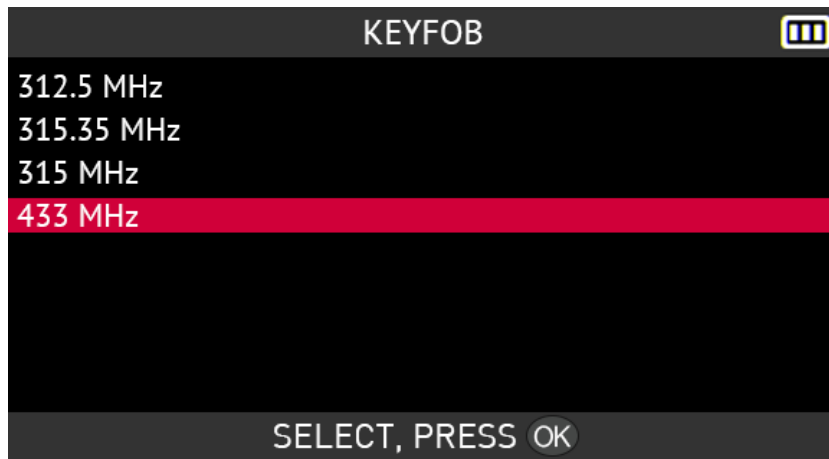 KEYFOB
312.5 MHz
315.35 MHz
315 MHz
433 MHz
SELECT, PRESS OK